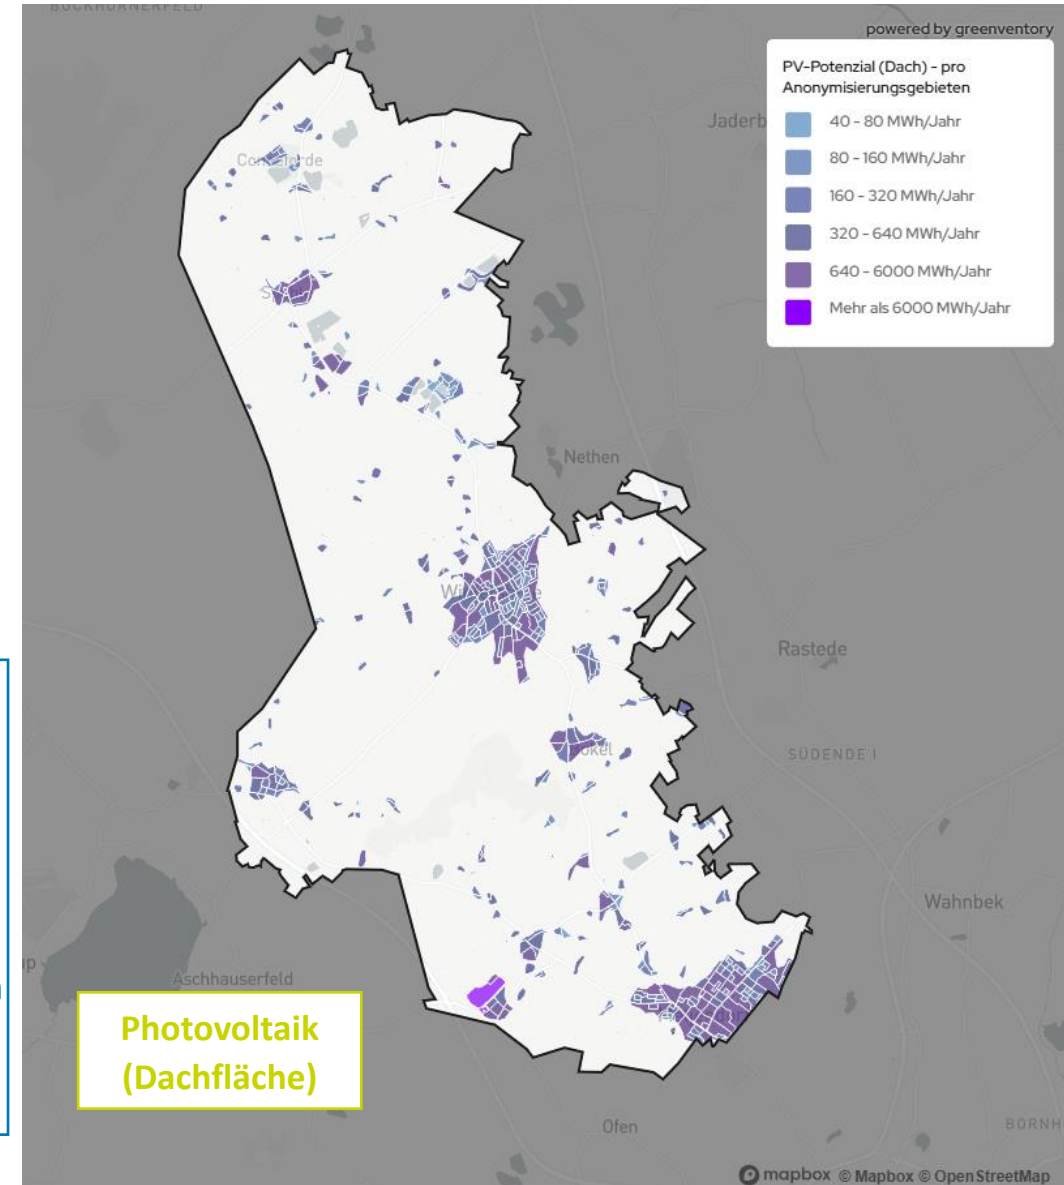 powered by greenventory
PV-Potenzial (Dach) - pro
Anonymisierungsgebieten
40 - 80 MWh/Jahr
80 - 160 MWh/Jahr
160 - 320 MWh/Jahr
320 - 640 MWh/Jahr
640 - 6000 MWh/Jahr
Mehr als 6000 MWh/Jahr
Nethen
Rastede
SÜDENDE I
Wahnbek
Aschhauserfeld
Photovoltaik
(Dachfläche)
Ofen
mapbox © Mapbox © OpenStreetMap